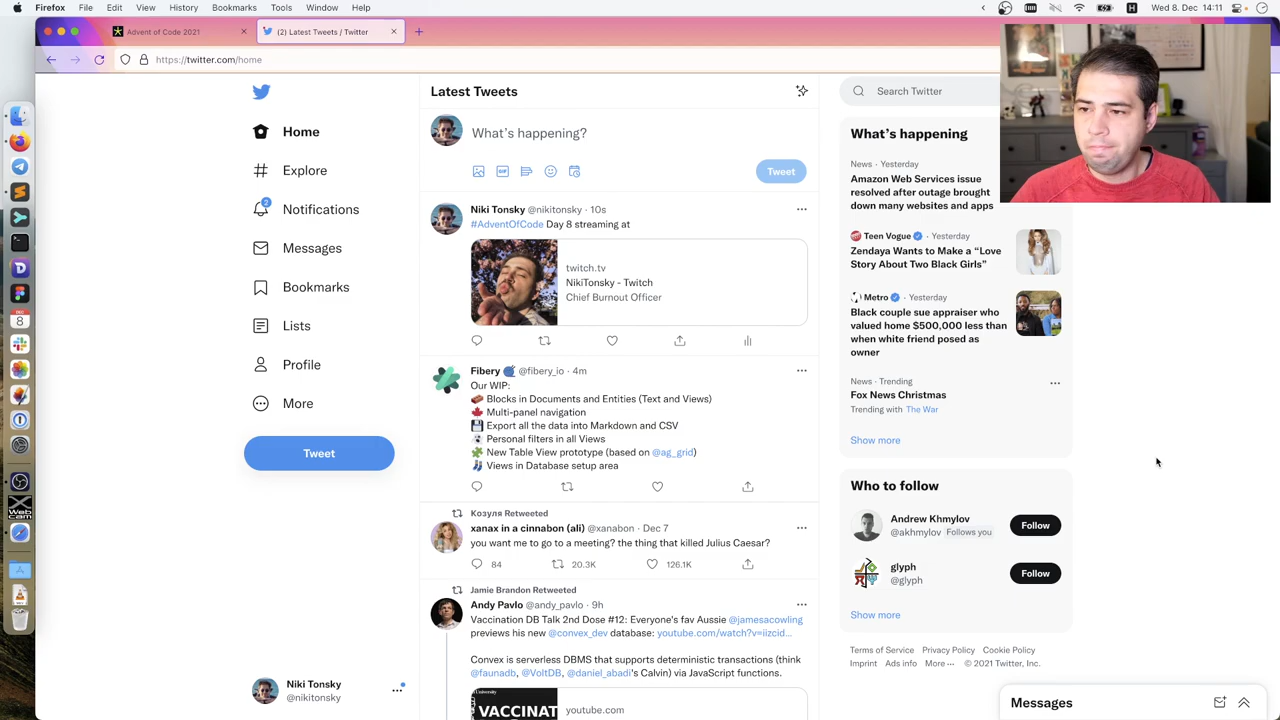 Firefox File Edit View History Bookmarks Tools Window Help
Wed 8. Dec 14:11
Advent of Code 2021
(2) Latest Tweets / Twitter
https://twitter.com/home
Home
Explore
2
Notifications
Messages
Bookmarks
Lists
Profile
More
Tweet
Niki Tonsky
@nikitonsky
Latest Tweets
What's happening?
GIF
Tweet
Niki Tonsky @nikitonsky · 10s
#AdventOfCode Day 8 streaming at
twitch.tv
NikiTonsky - Twitch
Chief Burnout Officer
Fibery @fibery_io · 4m
Our WIP:
Blocks in Documents and Entities (Text and Views)
Multi-panel navigation
Export all the data into Markdown and CSV
Personal filters in all Views
New Table View prototype (based on @ag_grid)
Views in Database setup area
Козуля Retweeted
xanax in a cinnabon (ali) @xanabon · Dec 7
you want me to go to a meeting? the thing that killed Julius Caesar?
84 20.3K 126.1K
Jamie Brandon Retweeted
Andy Pavlo @andy_pavlo · 9h
Vaccination DB Talk 2nd Dose #12: Everyone's fav Aussie @jamesacowling
previews his new @convex_dev database: youtube.com/watch?v=iizcid…
Convex is serverless DBMS that supports deterministic transactions (think
@faunadb, @VoltDB, @daniel_abadi's Calvin) via JavaScript functions.
VACCINAT
youtube.com
Search Twitter
What's happening
News · Yesterday
Amazon Web Services issue
resolved after outage brought
down many websites and apps
Teen Vogue · Yesterday
Zendaya Wants to Make a “Love
Story About Two Black Girls”
Metro · Yesterday
Black couple sue appraiser who
valued home $500,000 less than
when white friend posed as
owner
News · Trending
Fox News Christmas
Trending with The War
Show more
Who to follow
Andrew Khmylov
@akhmylov Follows you
Follow
glyph
@glyph
Follow
Show more
Terms of Service Privacy Policy Cookie Policy
Imprint Ads info More ··· © 2021 Twitter, Inc.
Messages